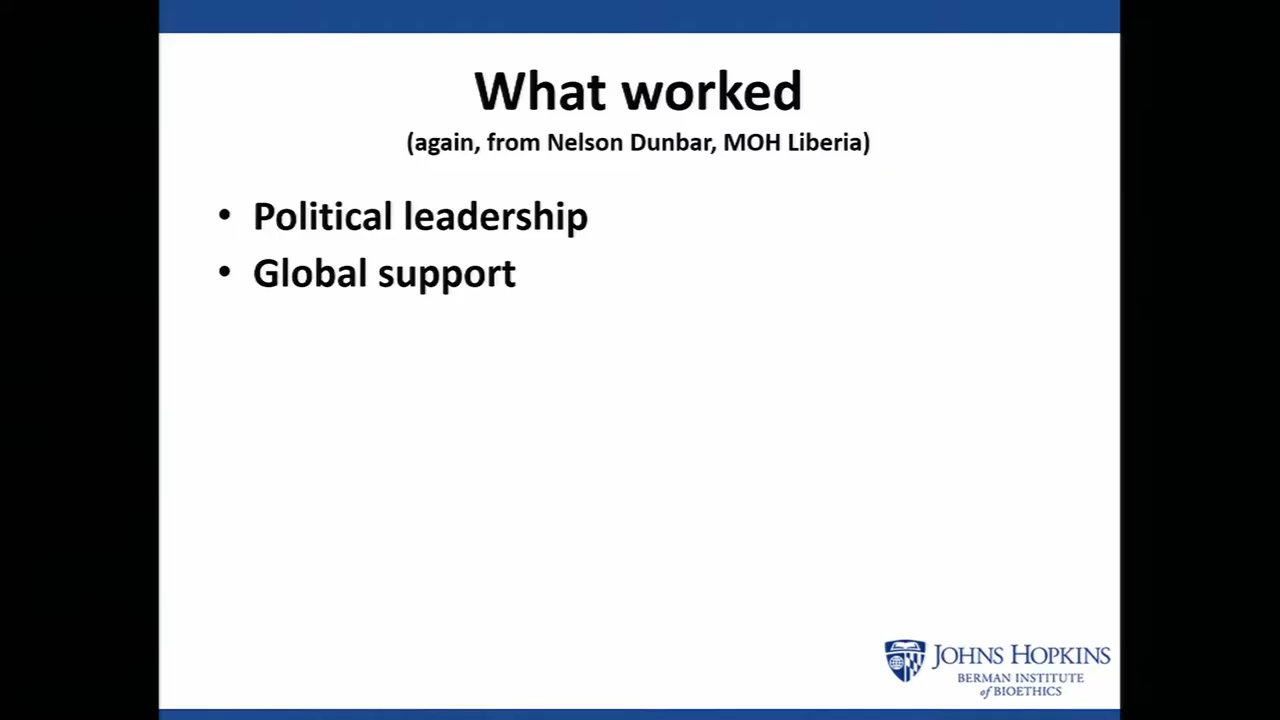 What worked
(again, from Nelson Dunbar, MOH Liberia)
• Political leadership
• Global support
JOHNS HOPKINS
BERMAN INSTITUTE
of BIOETHICS